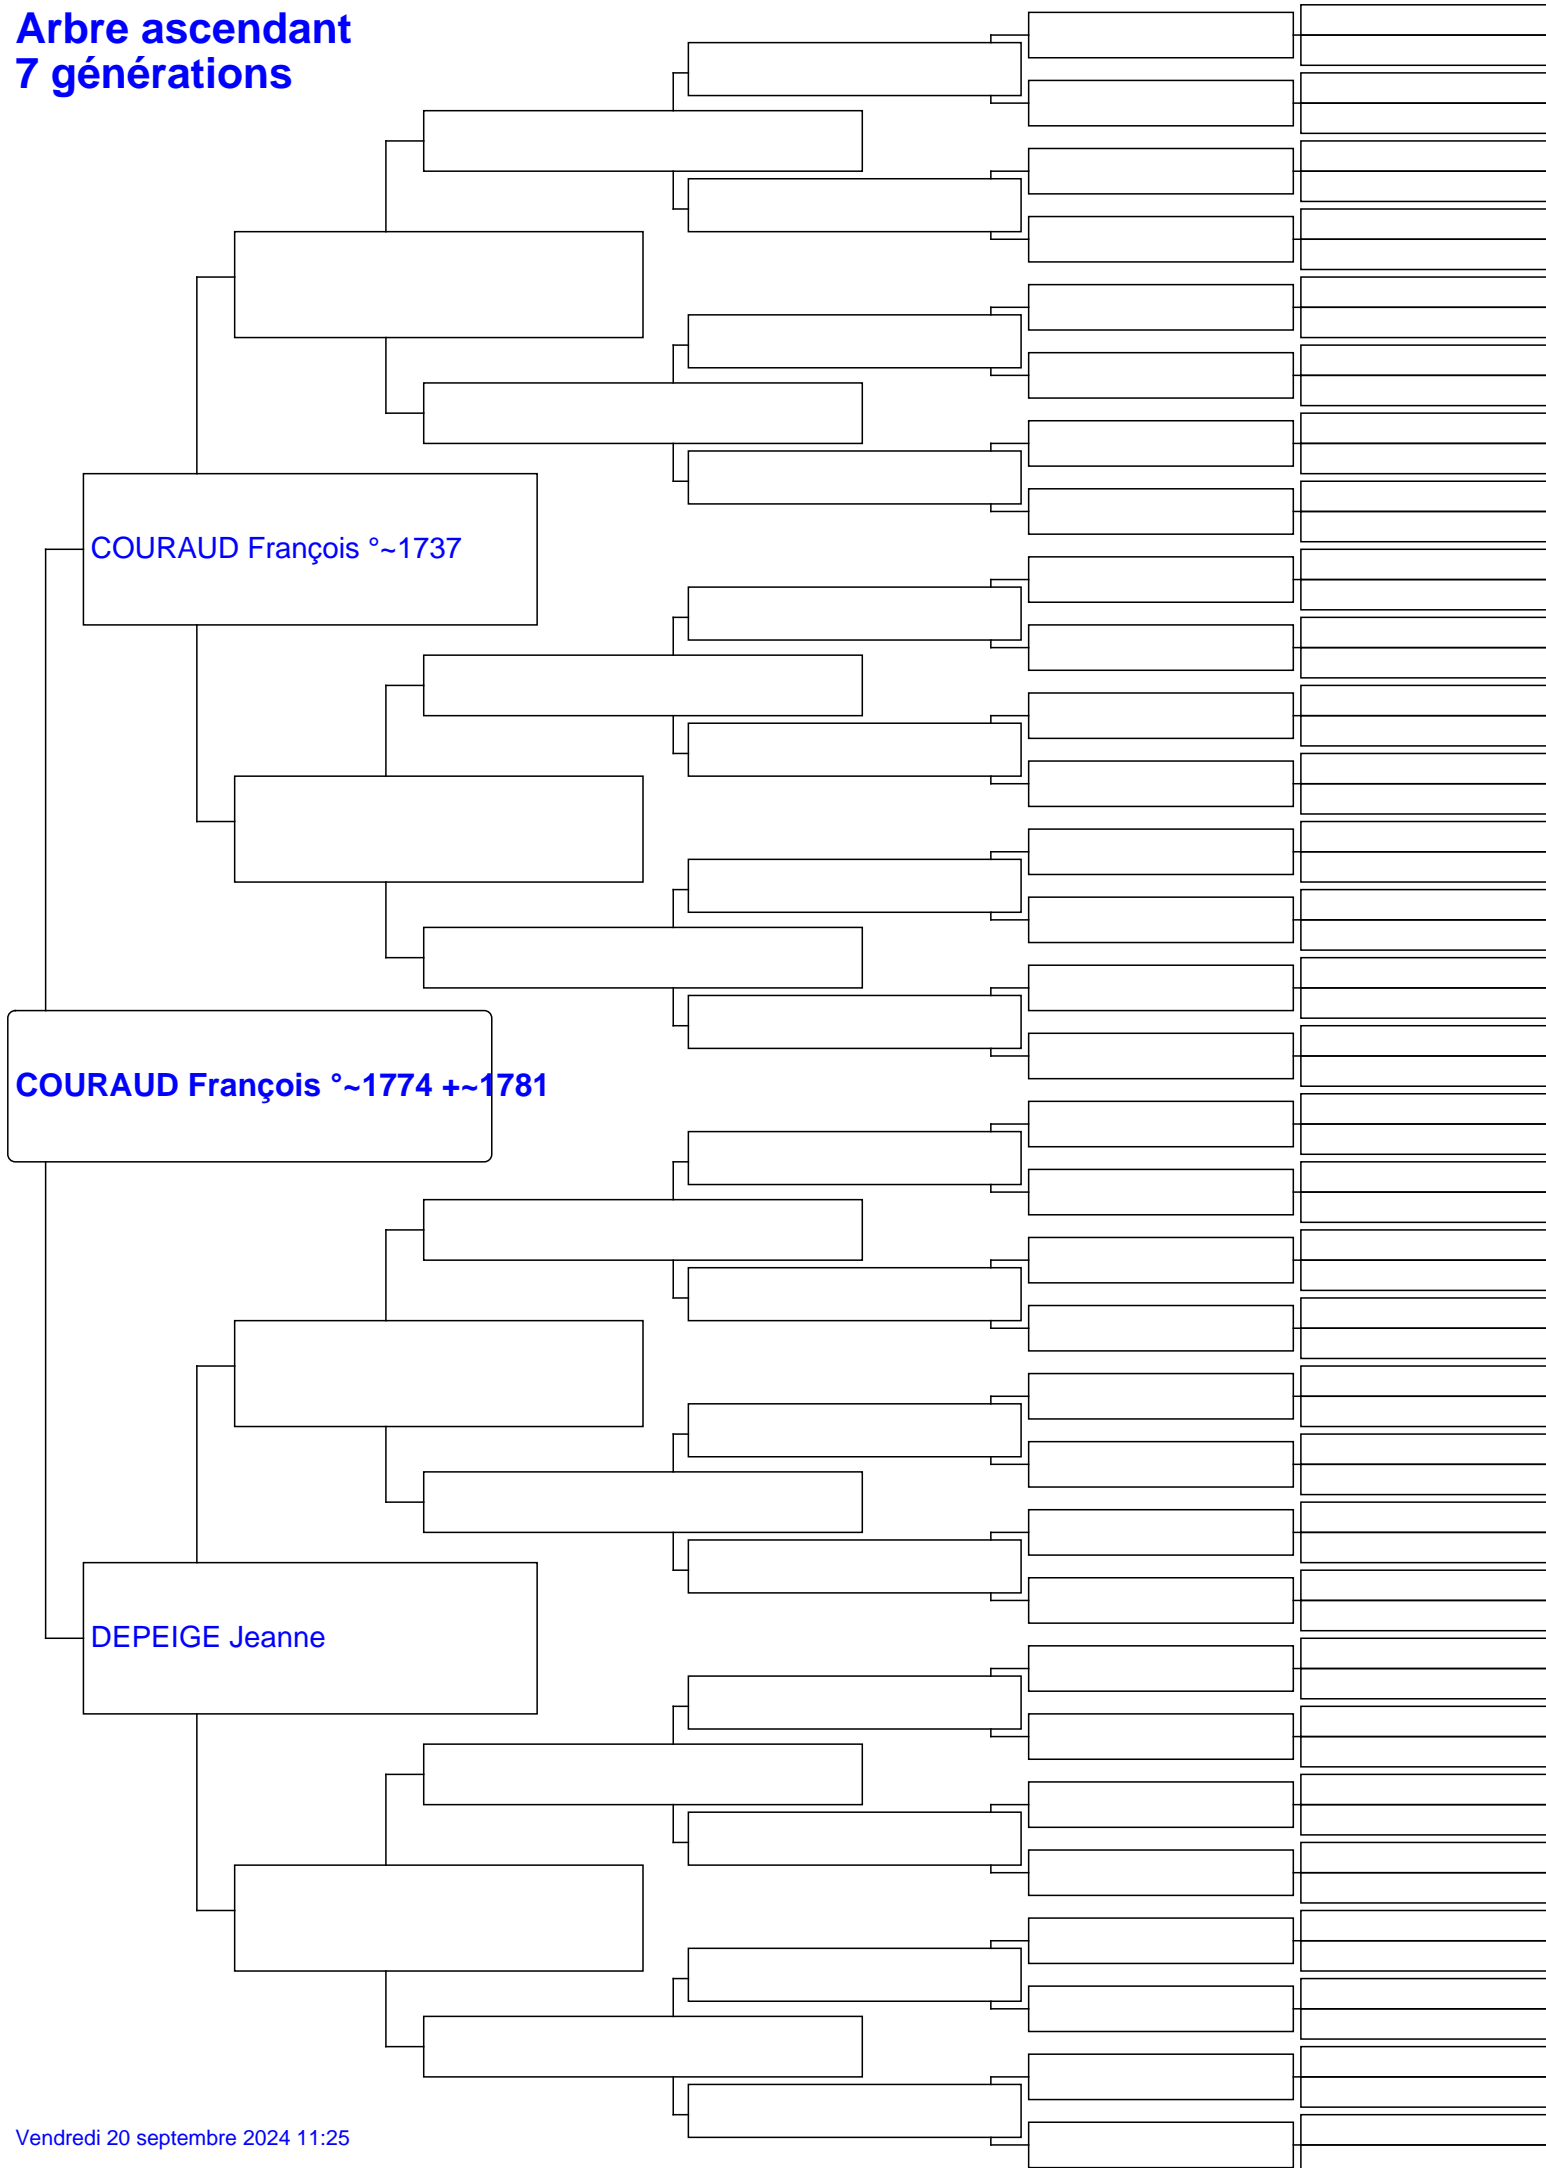 Arbre ascendant
7 générations
COURAUD François °~1737
COURAUD François °~1774 +~1781
DEPEIGE Jeanne
Vendredi 20 septembre 2024 11:25